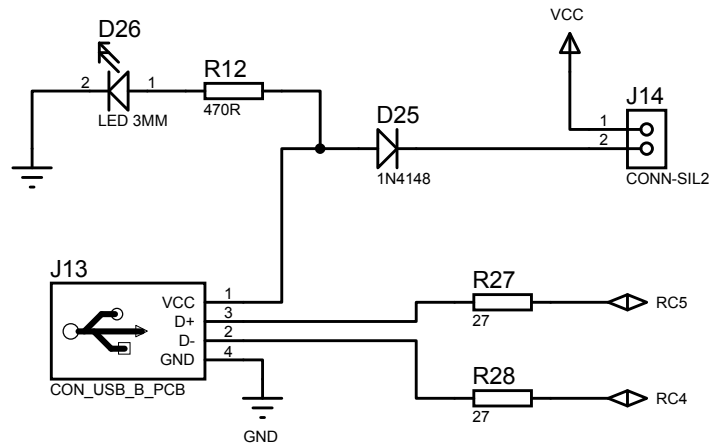 VCC
D26
R12
2
1
470R
LED 3MM
D25
1N4148
J14
1
2
CONN-SIL2
J13
VCC
1
D+
3
D-
2
GND
4
CON_USB_B_PCB
GND
R27
27
RC5
R28
27
RC4